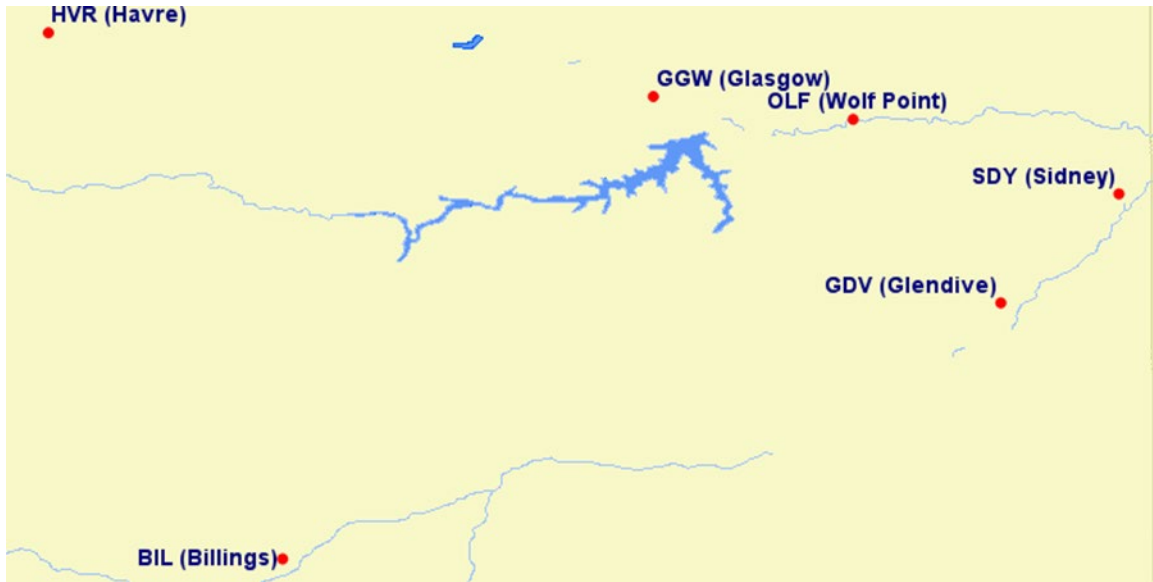 HVR (Havre)
GGW (Glasgow)
OLF (Wolf Point)
SDY (Sidney)
GDV (Glendive)
BIL (Billings)